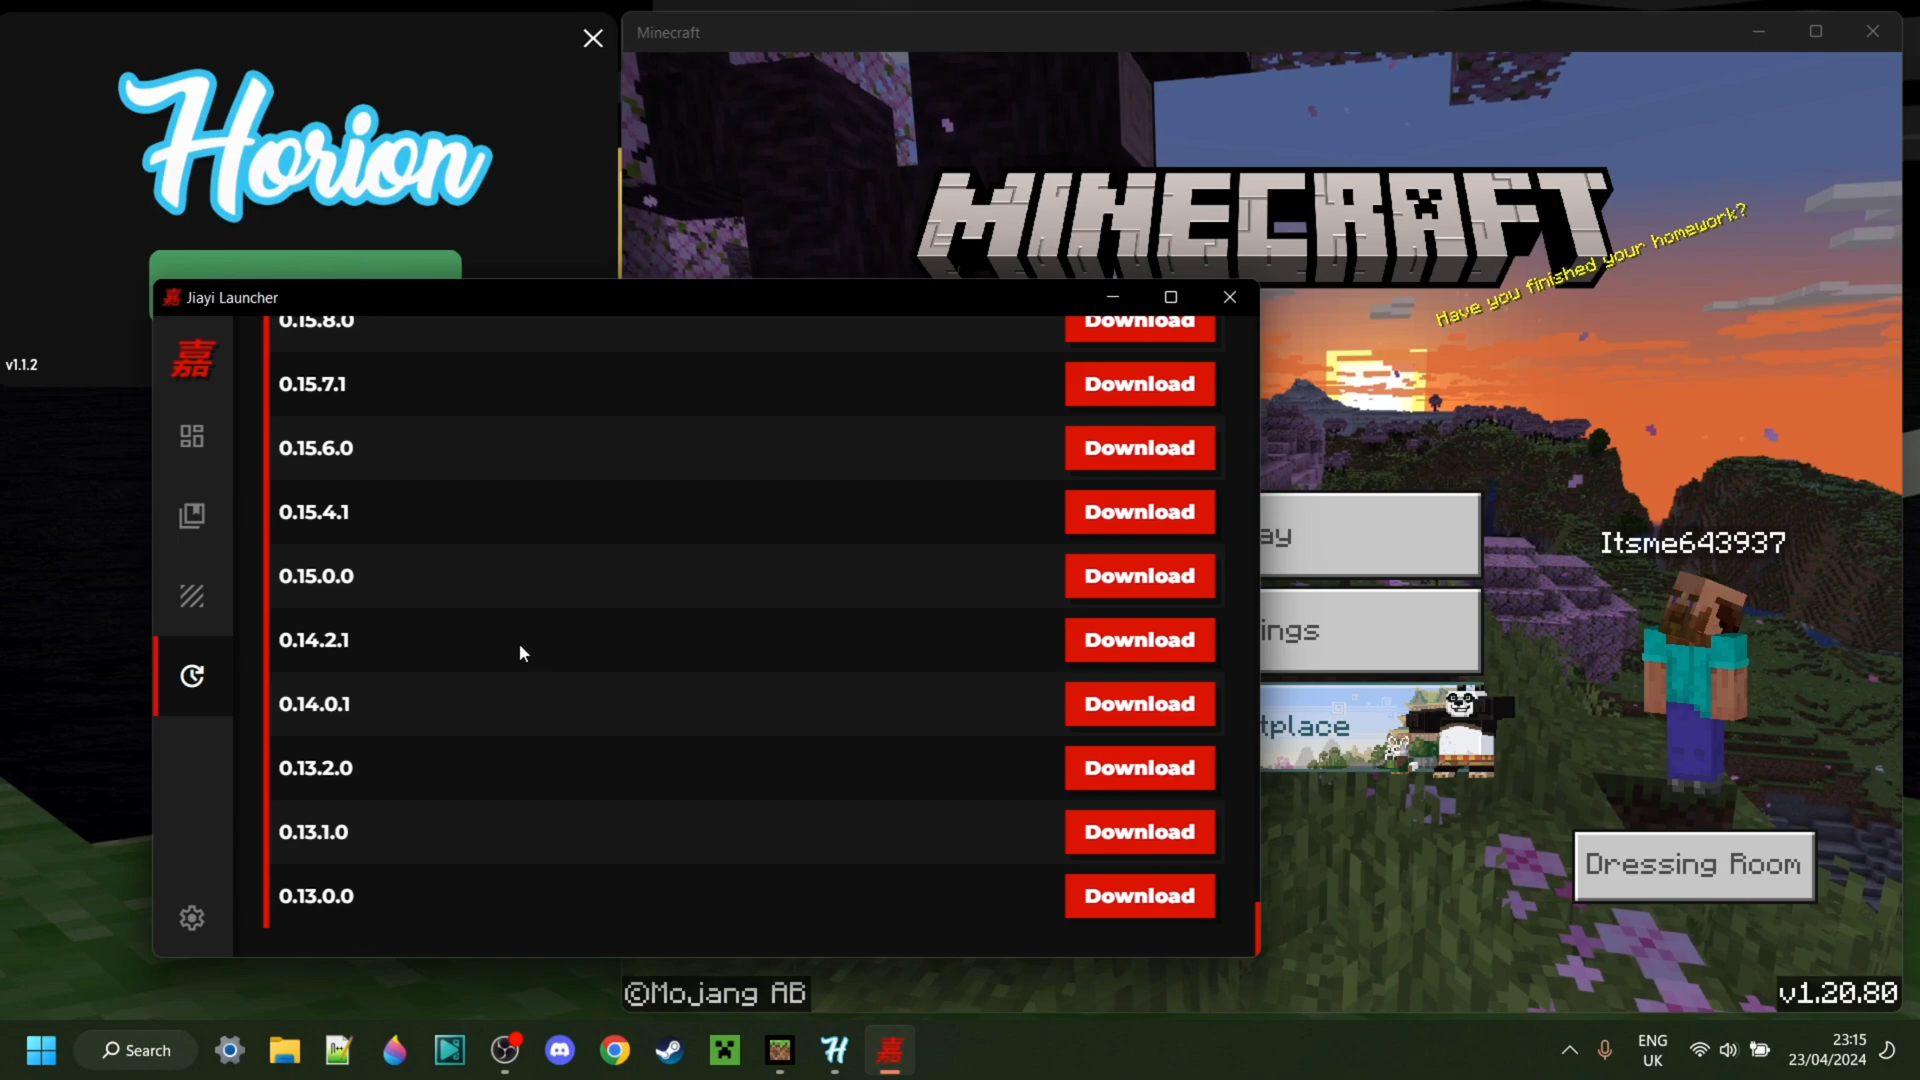 Horion
v1.1.2
Minecraft
MINECRAFT
Have you finished your homework?
嘉 Jiayi Launcher
嘉
0.15.8.0 Download
0.15.7.1 Download
0.15.6.0 Download
0.15.4.1 Download
0.15.0.0 Download
0.14.2.1 Download
0.14.0.1 Download
0.13.2.0 Download
0.13.1.0 Download
0.13.0.0 Download
ay
ings
tplace
Itsme643937
Dressing Room
©Mojang AB
v1.20.80
Search
H
嘉
ENG
UK
23:15
23/04/2024